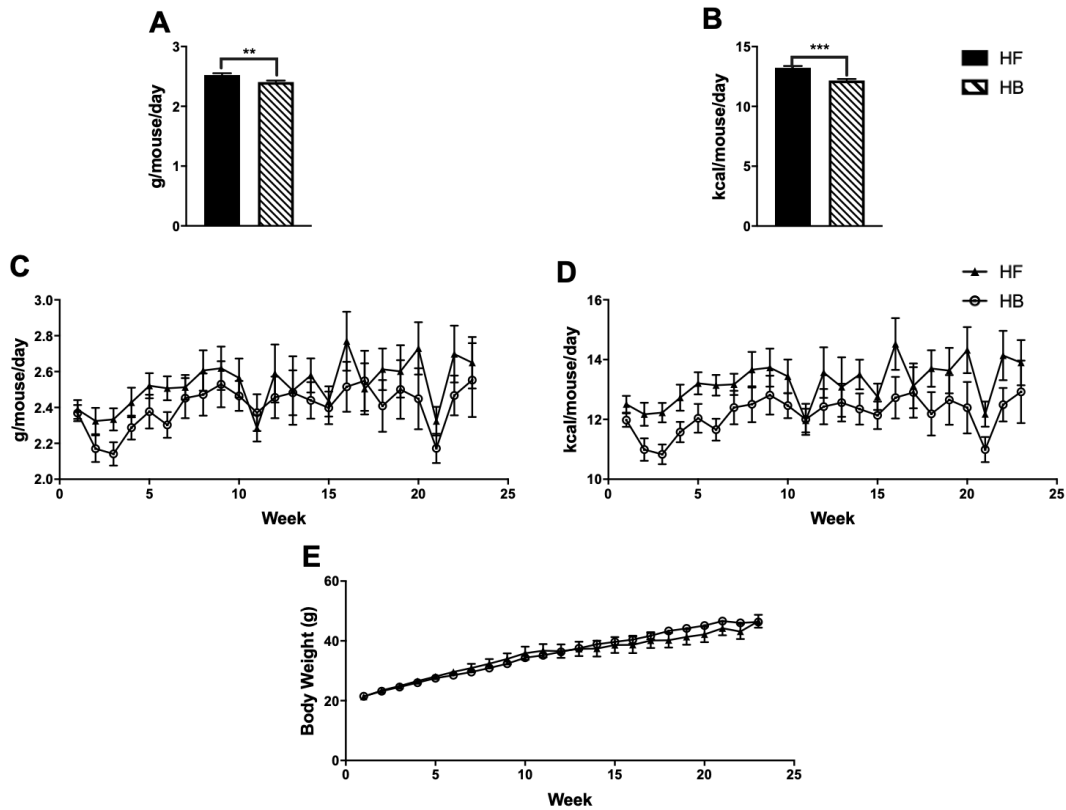 A
**
g/mouse/day
3
2
1
0
B
***
kcal/mouse/day
15
10
5
0
HF
HB
C
g/mouse/day
3.0
2.8
2.6
2.4
2.2
2.0
0 5 10 15 20 25
Week
D
HF
HB
kcal/mouse/day
16
14
12
10
0 5 10 15 20 25
Week
E
Body Weight (g)
60
40
20
0
0 5 10 15 20 25
Week